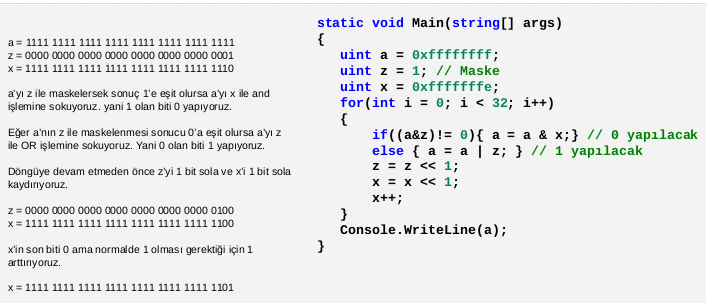 a = 1111 1111 1111 1111 1111 1111 1111 1111
z = 0000 0000 0000 0000 0000 0000 0000 0001
x = 1111 1111 1111 1111 1111 1111 1111 1110
a'yı z ile maskelersek sonuç 1'e eşit olursa a'yı x ile and
işlemine sokuyoruz. yani 1 olan biti 0 yapıyoruz.
Eğer a'nın z ile maskelenmesi sonucu 0'a eşit olursa a'yı z
ile OR işlemine sokuyoruz. Yani 0 olan biti 1 yapıyoruz.
Döngüye devam etmeden önce z'yi 1 bit sola ve x'i 1 bit sola
kaydırıyoruz.
z = 0000 0000 0000 0000 0000 0000 0000 0100
x = 1111 1111 1111 1111 1111 1111 1111 1100
x'in son biti 0 ama normalde 1 olması gerektiği için 1
arttırıyoruz.
x = 1111 1111 1111 1111 1111 1111 1111 1101
static void Main(string[] args)
{
uint a = 0xffffffff;
uint z = 1; // Maske
uint x = 0xfffffffe;
for(int i = 0; i < 32; i++)
{
if((a&z)!= 0){ a = a & x;} // 0 yapılacak
else { a = a | z; } // 1 yapılacak
z = z << 1;
x = x << 1;
x++;
}
Console.WriteLine(a);
}